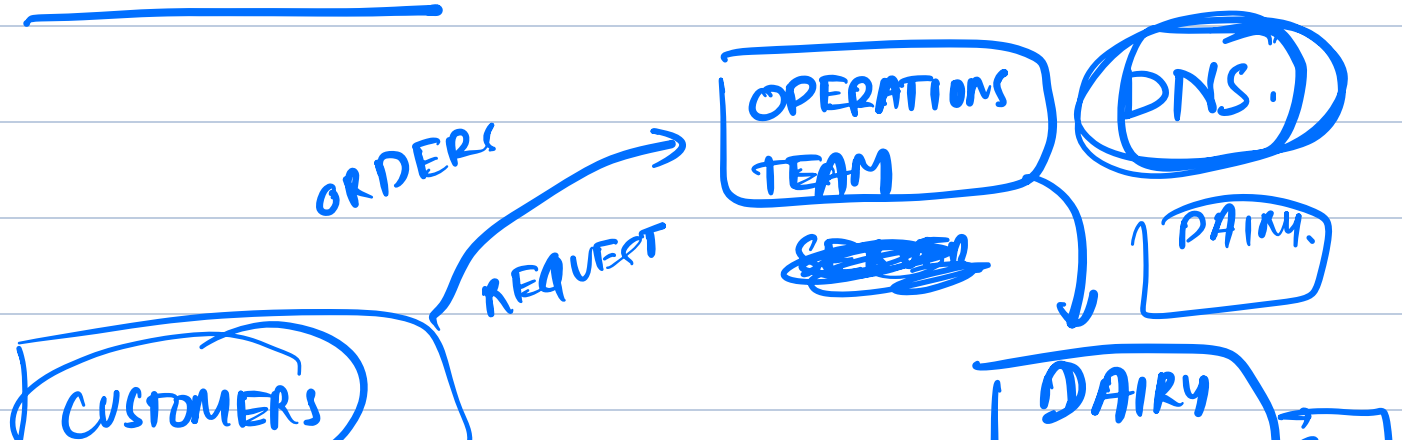 OPERATIONS
TEAM
DNS.
ORDERS
REQUEST
DAIRY.
CUSTOMERS
DAIRY